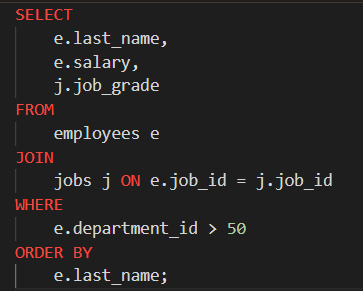 SELECT
    e.last_name,
    e.salary,
    j.job_grade
FROM
    employees e
JOIN
    jobs j ON e.job_id = j.job_id
WHERE
    e.department_id > 50
ORDER BY
    e.last_name;